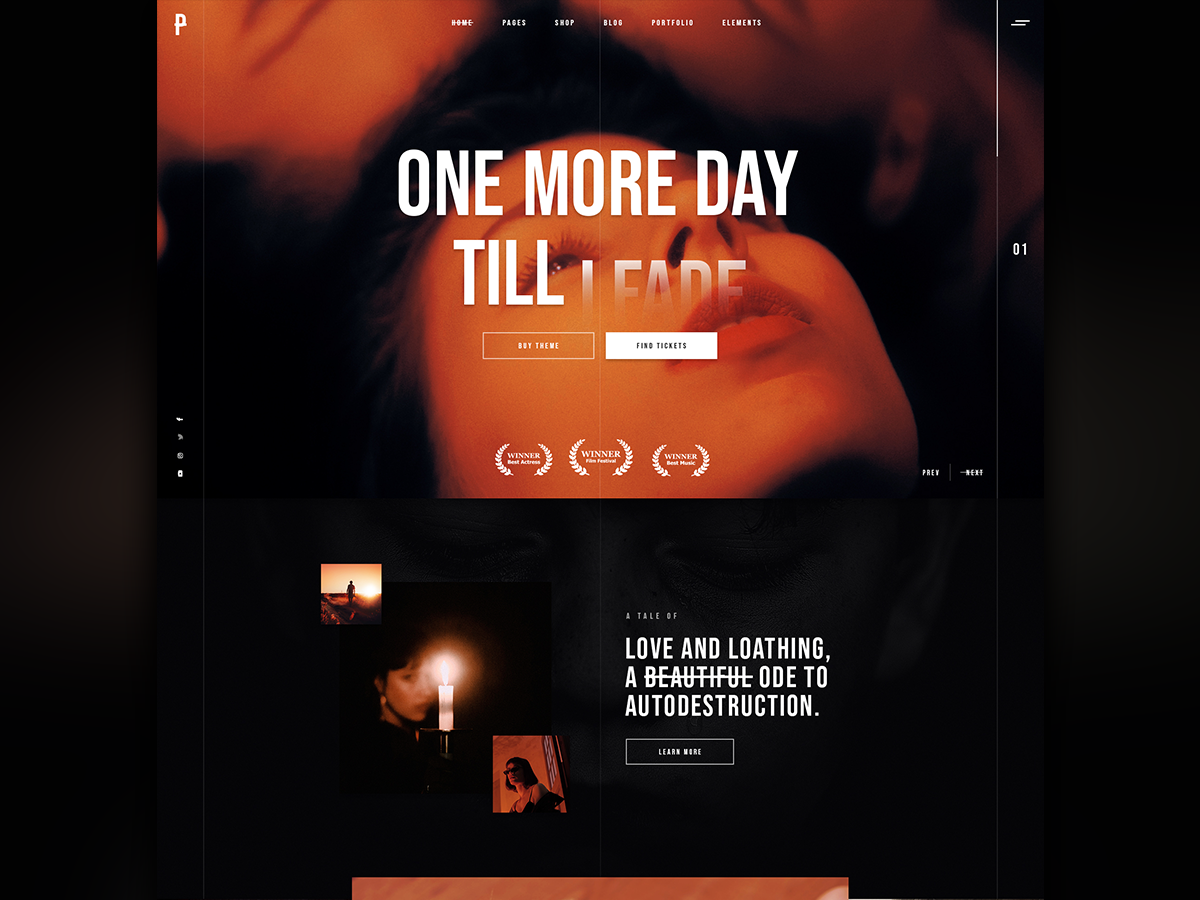 P
HOME PAGES SHOP BLOG PORTFOLIO ELEMENTS
ONE MORE DAY
TILL I FADE
01
BUY THEME FIND TICKETS
WINNER
Best Actress
WINNER
Film Festival
WINNER
Best Music
PREV NEXT
A TALE OF
LOVE AND LOATHING,
A BEAUTIFUL ODE TO
AUTODESTRUCTION.
LEARN MORE